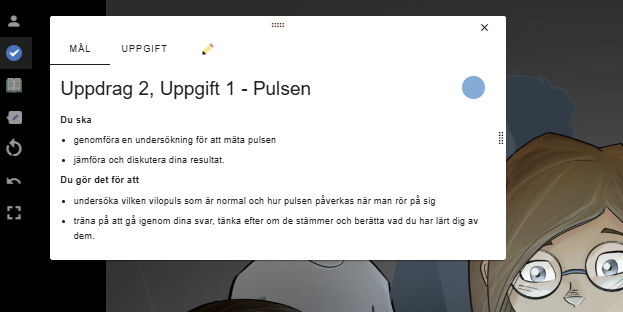 MÅL
UPPGIFT
Uppdrag 2, Uppgift 1 - Pulsen
Du ska
genomföra en undersökning för att mäta pulsen
jämföra och diskutera dina resultat.
Du gör det för att
undersöka vilken vilopuls som är normal och hur pulsen påverkas när man rör på sig
träna på att gå igenom dina svar, tänka efter om de stämmer och berätta vad du har lärt dig av
dem.